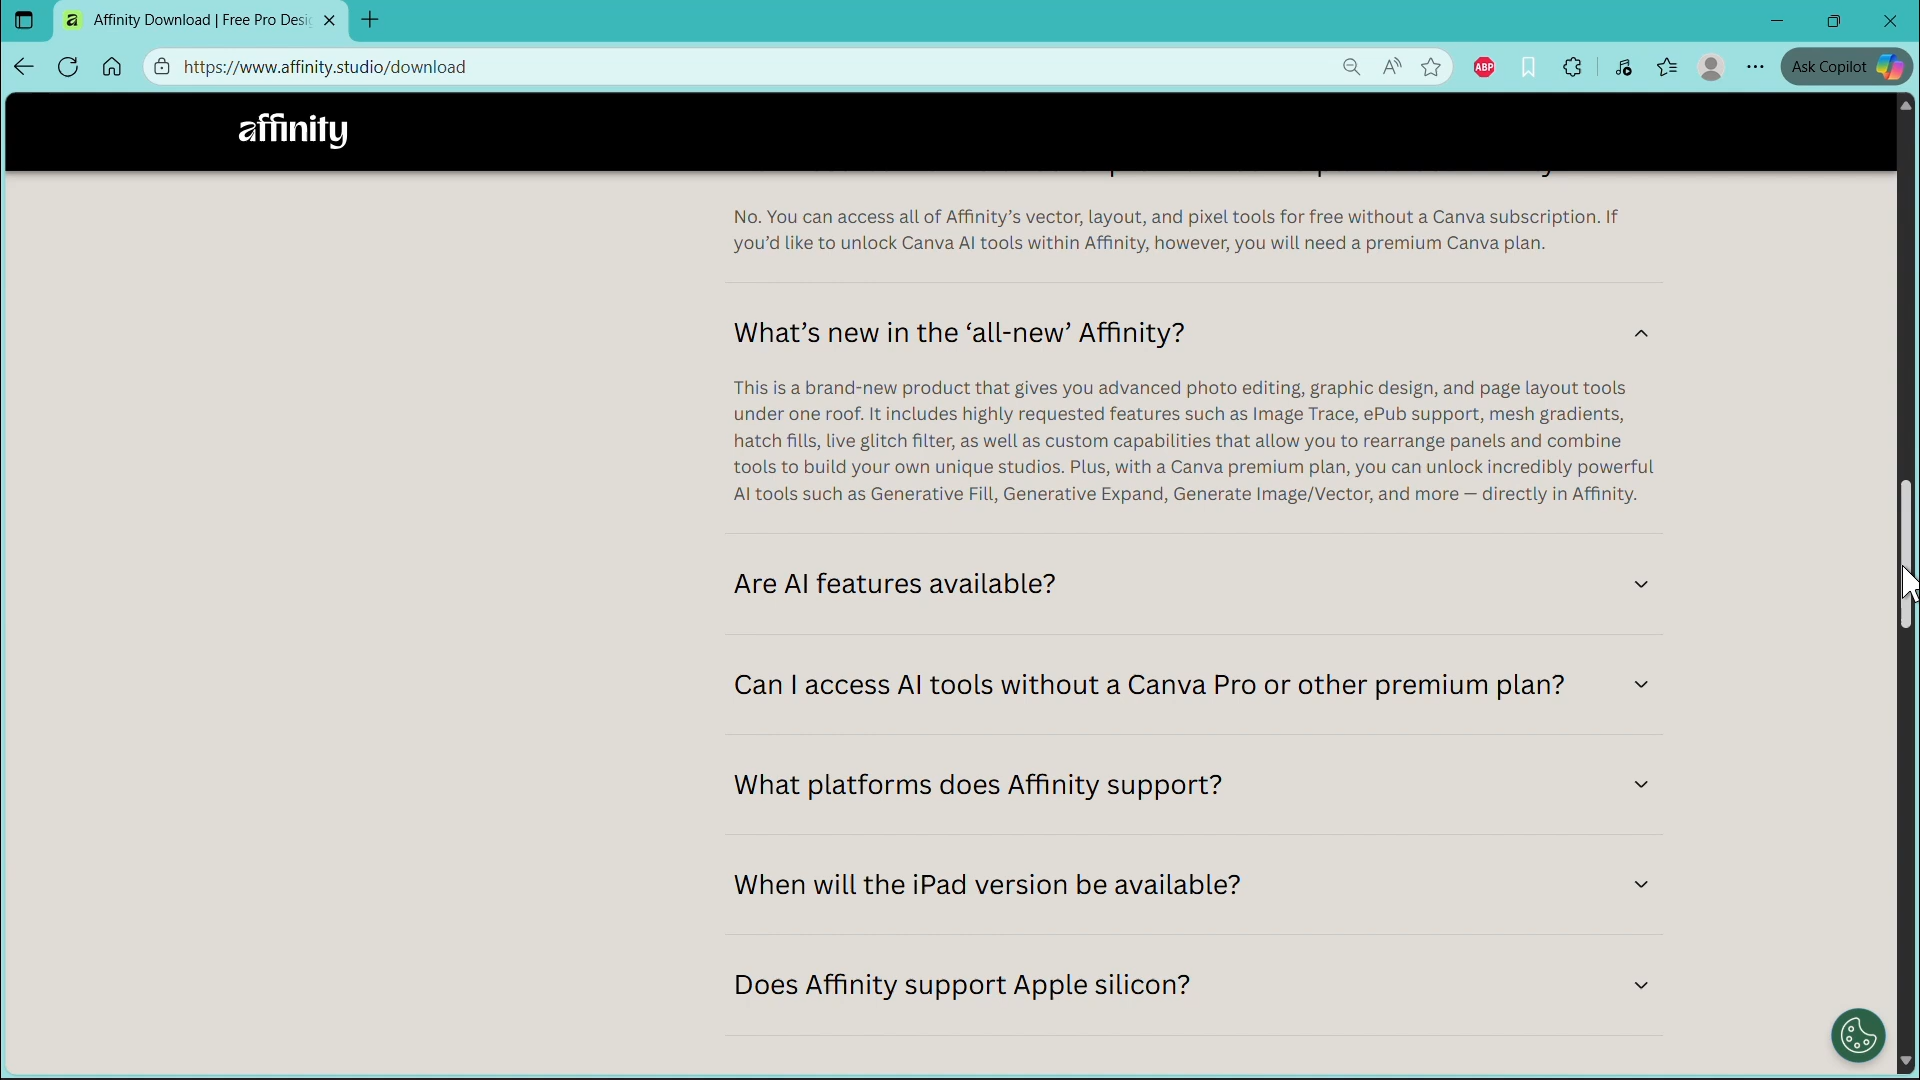 Affinity Download | Free Pro Desi
https://www.affinity.studio/download
ABP
Ask Copilot
affinity
No. You can access all of Affinity’s vector, layout, and pixel tools for free without a Canva subscription. If
you’d like to unlock Canva AI tools within Affinity, however, you will need a premium Canva plan.
What’s new in the ‘all-new’ Affinity?
This is a brand-new product that gives you advanced photo editing, graphic design, and page layout tools
under one roof. It includes highly requested features such as Image Trace, ePub support, mesh gradients,
hatch fills, live glitch filter, as well as custom capabilities that allow you to rearrange panels and combine
tools to build your own unique studios. Plus, with a Canva premium plan, you can unlock incredibly powerful
AI tools such as Generative Fill, Generative Expand, Generate Image/Vector, and more — directly in Affinity.
Are AI features available?
Can I access AI tools without a Canva Pro or other premium plan?
What platforms does Affinity support?
When will the iPad version be available?
Does Affinity support Apple silicon?